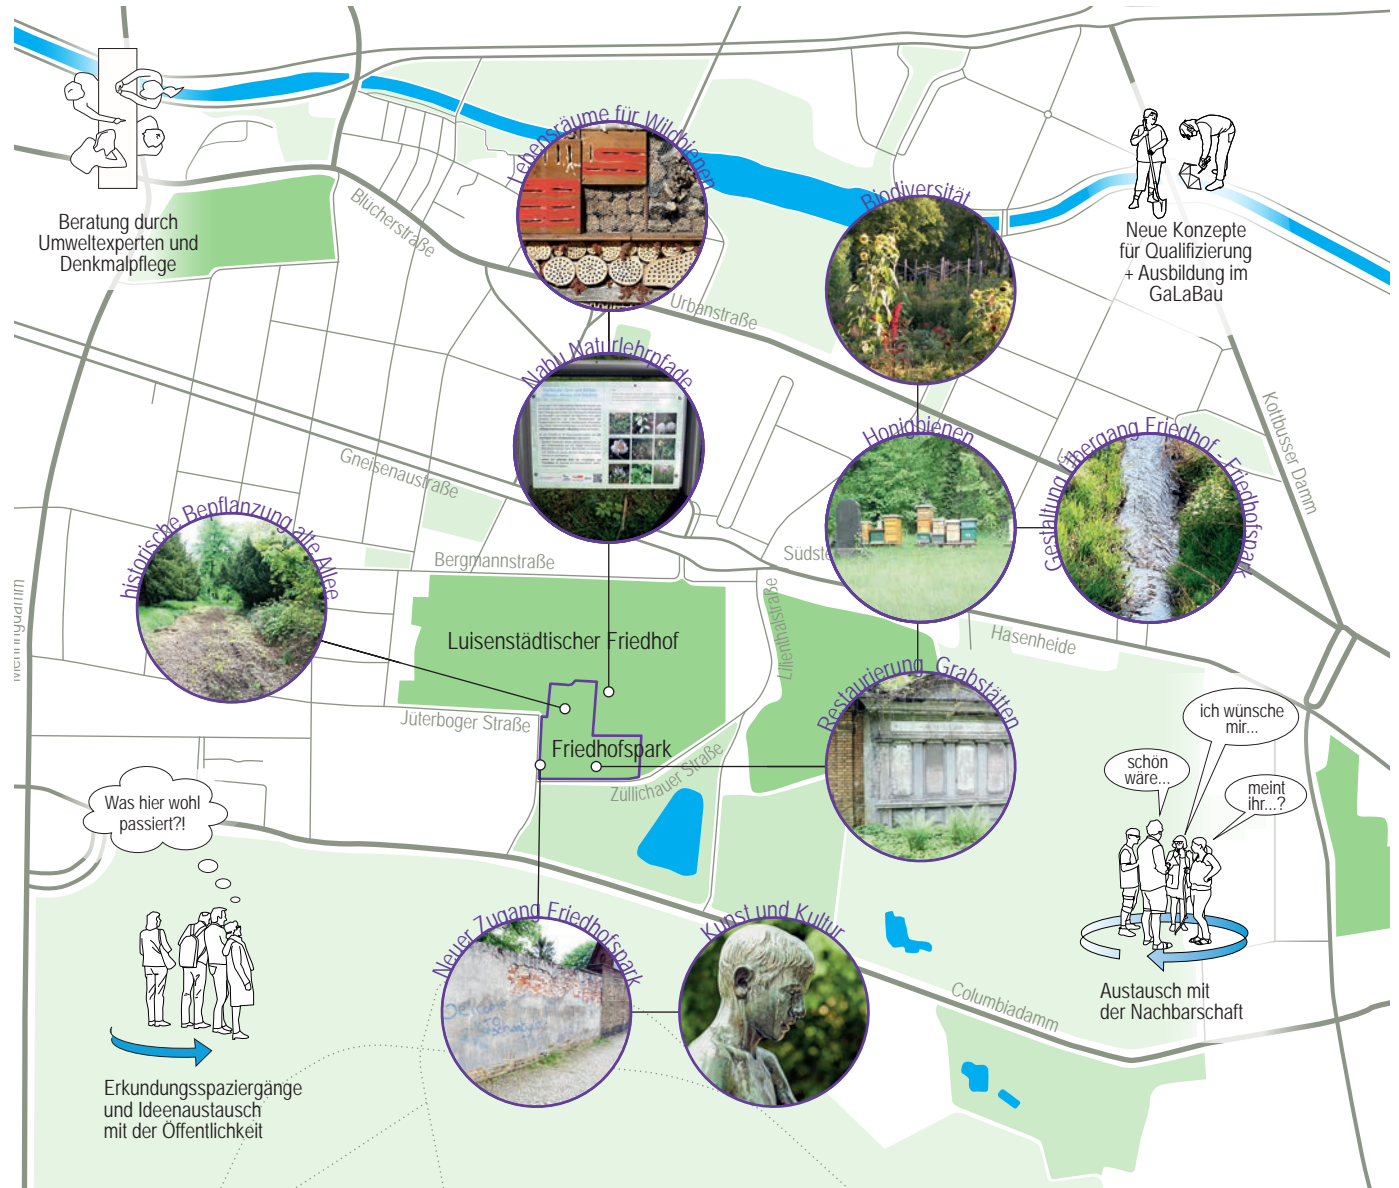 Beratung durch
Umweltexperten und
Denkmalpflege
Blücherstraße
Lebensräume für Wildbienen
Biodiversität
Neue Konzepte
für Qualifizierung
+ Ausbildung im
GaLaBau
Urbanstraße
Nabu Naturlehrpfade
Kottbusser Damm
Honigbienen
Gestaltung Übergang Friedhof - Friedhofspark
Gneisenaustraße
historische Bepflanzung alte Allee
Bergmannstraße
Südste
Mehringdamm
Luisenstädtischer Friedhof
Lilienthalstraße
Hasenheide
Restaurierung Grabstätten
Jüterboger Straße
Friedhofspark
Züllichauer Straße
ich wünsche
mir...
schön
wäre...
meint
ihr...?
Was hier wohl
passiert?!
Neuer Zugang Friedhofspark
Kunst und Kultur
Columbiadamm
Austausch mit
der Nachbarschaft
Erkundungsspaziergänge
und Ideenaustausch
mit der Öffentlichkeit